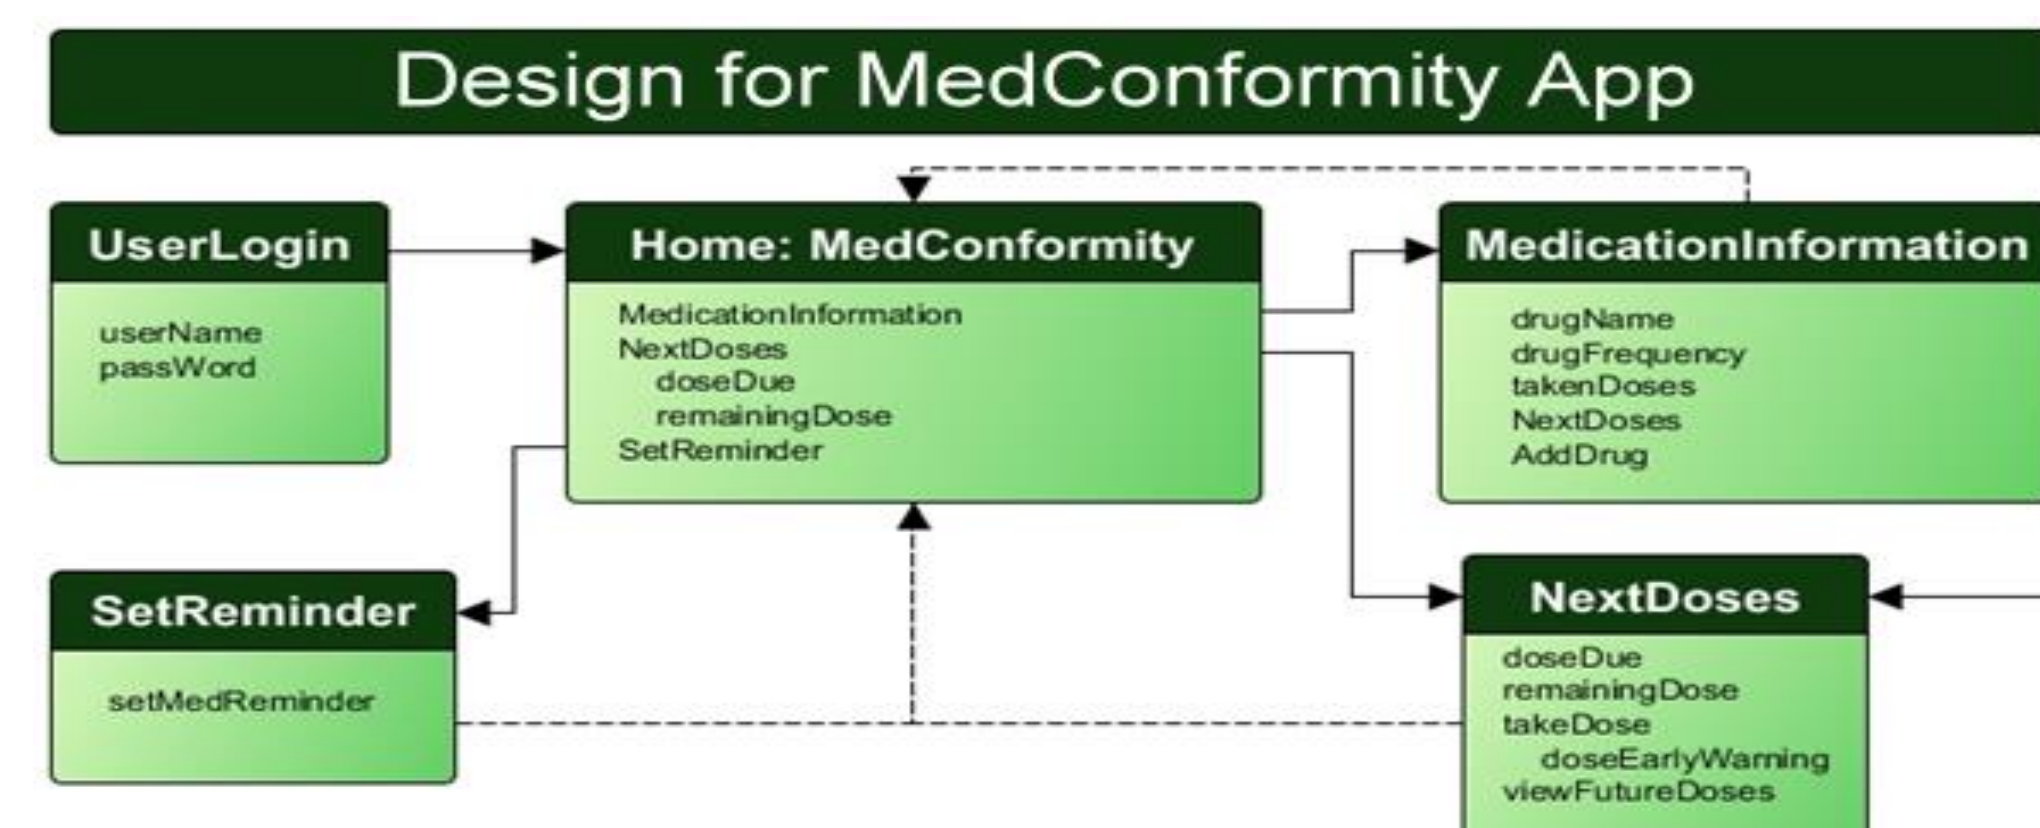 Design for MedConformity App
UserLogin
userName
passWord
Home: MedConformity
MedicationInformation
NextDoses
doseDue
remainingDose
SetReminder
MedicationInformation
drugName
drugFrequency
takenDoses
NextDoses
AddDrug
SetReminder
setMedReminder
NextDoses
doseDue
remainingDose
takeDose
doseEarlyWarning
viewFutureDoses